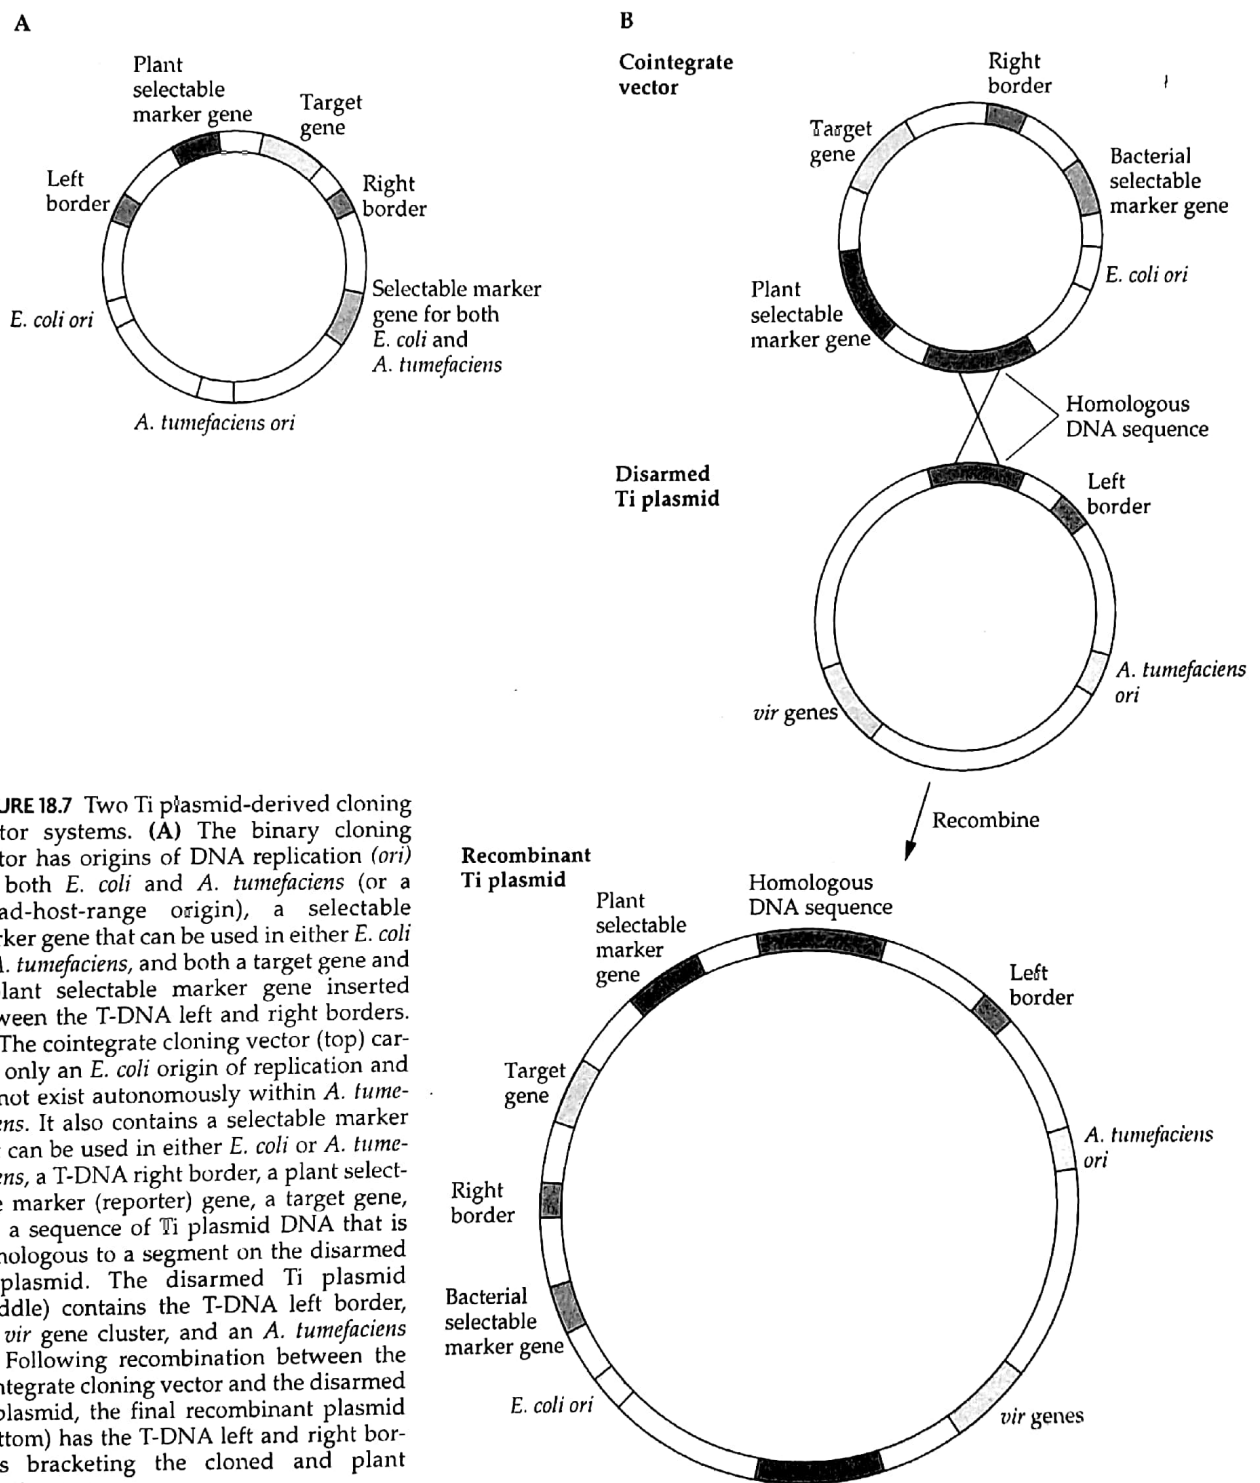 A
Plant
selectable
marker gene
Target
gene
Left
border
Right
border
Selectable marker
gene for both
E. coli and
A. tumefaciens
E. coli ori
A. tumefaciens ori
B
Cointegrate
vector
Right
border
Target
gene
Bacterial
selectable
marker gene
E. coli ori
Plant
selectable
marker gene
Homologous
DNA sequence
Disarmed
Ti plasmid
Left
border
A. tumefaciens
ori
vir genes
Recombine
Recombinant
Ti plasmid
Plant
selectable
marker
gene
Homologous
DNA sequence
Left
border
Target
gene
A. tumefaciens
ori
Right
border
Bacterial
selectable
marker gene
E. coli ori
vir genes
URE 18.7 Two Ti plasmid-derived cloning
tor systems. (A) The binary cloning
tor has origins of DNA replication (ori)
both E. coli and A. tumefaciens (or a
ad-host-range origin), a selectable
rker gene that can be used in either E. coli
A. tumefaciens, and both a target gene and
lant selectable marker gene inserted
ween the T-DNA left and right borders.
The cointegrate cloning vector (top) car-
only an E. coli origin of replication and
not exist autonomously within A. tume-
ens. It also contains a selectable marker
can be used in either E. coli or A. tume-
ens, a T-DNA right border, a plant select-
e marker (reporter) gene, a target gene,
a sequence of Ti plasmid DNA that is
nologous to a segment on the disarmed
plasmid. The disarmed Ti plasmid
ddle) contains the T-DNA left border,
vir gene cluster, and an A. tumefaciens
Following recombination between the
ntegrate cloning vector and the disarmed
plasmid, the final recombinant plasmid
ttom) has the T-DNA left and right bor-
s bracketing the cloned and plant